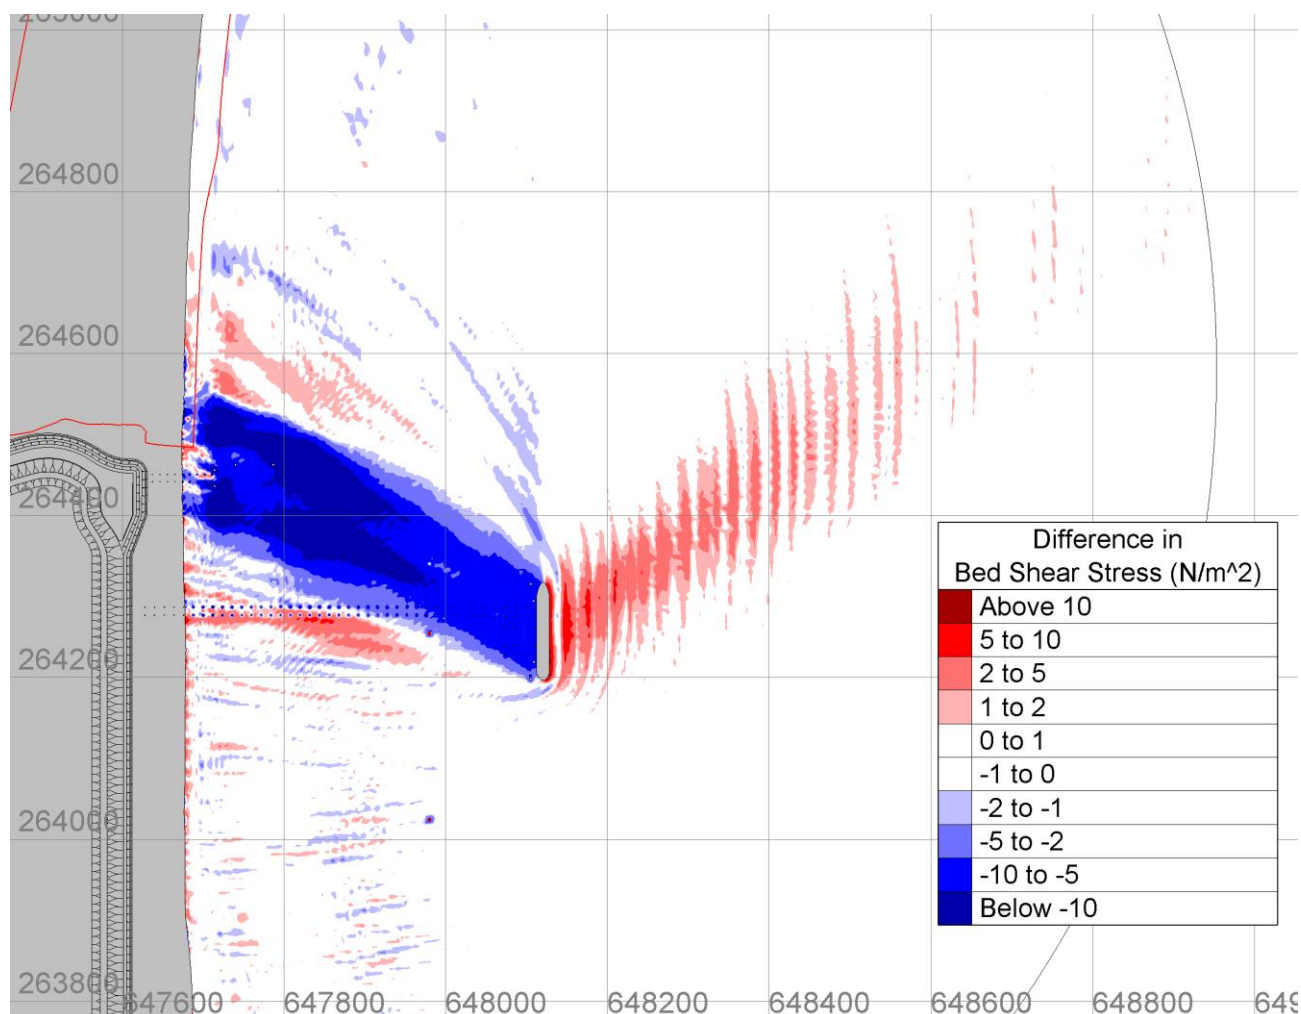 265000
264800
264600
264400
264200
264000
263800
647600
647800
648000
648200
648400
648600
648800
649
Difference in
Bed Shear Stress (N/m^2)
Above 10
5 to 10
2 to 5
1 to 2
0 to 1
-1 to 0
-2 to -1
-5 to -2
-10 to -5
Below -10